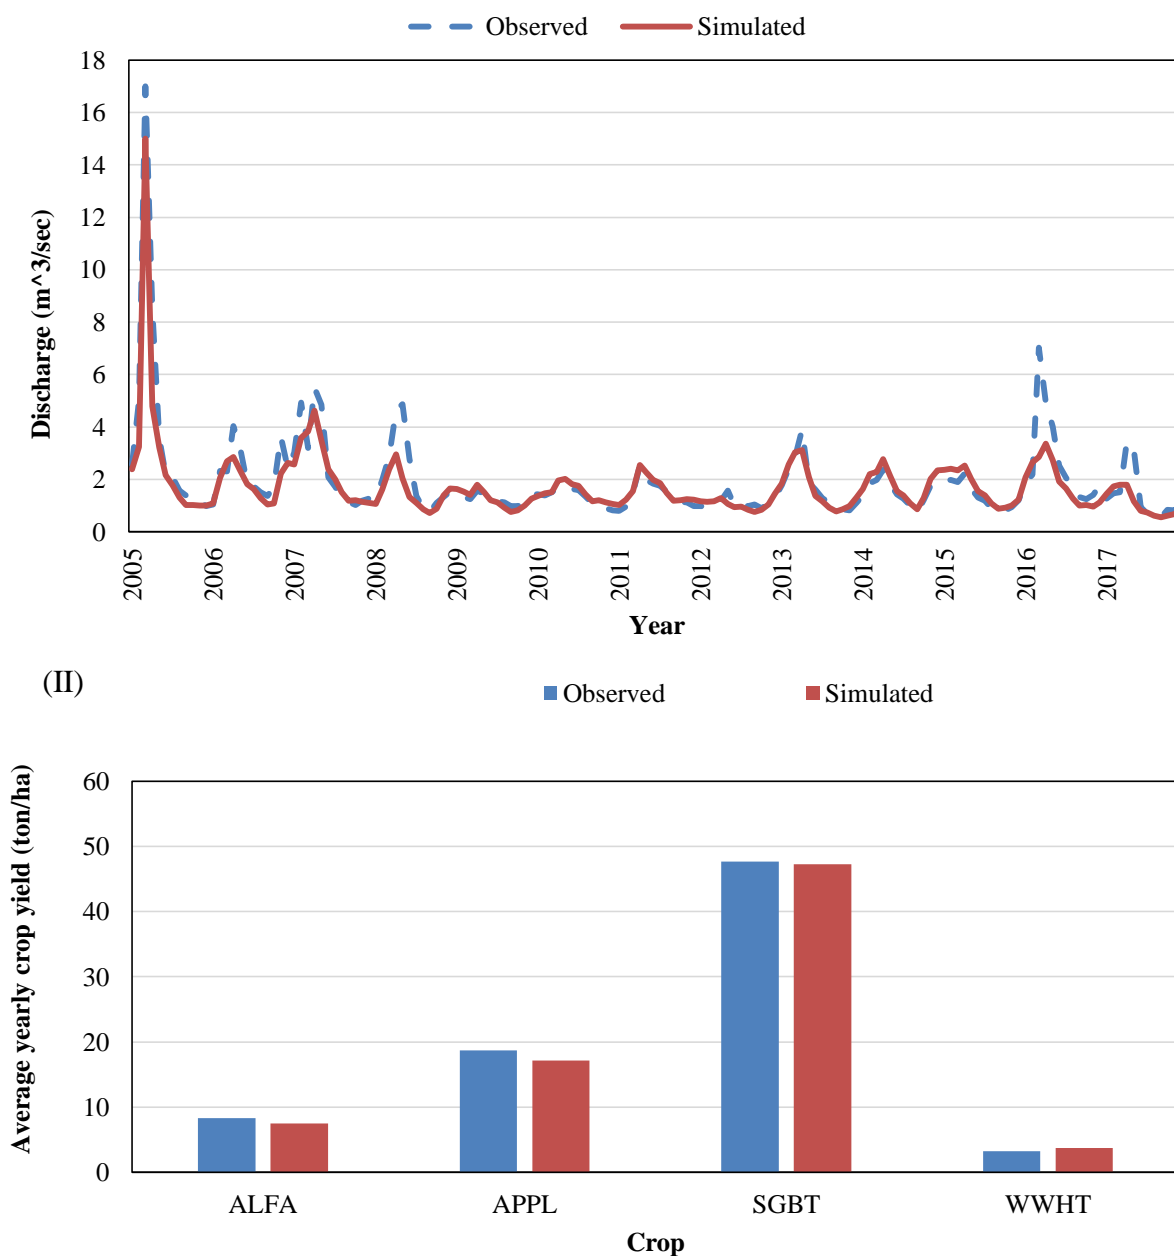 Observed Simulated
18
16
14
12
10
8
6
4
2
0
Discharge (m^3/sec)
2005 2006 2007 2008 2009 2010 2011 2012 2013 2014 2015 2016 2017
Year
(II)
Observed Simulated
60
50
40
30
20
10
0
Average yearly crop yield (ton/ha)
ALFA APPL SGBT WWHT
Crop